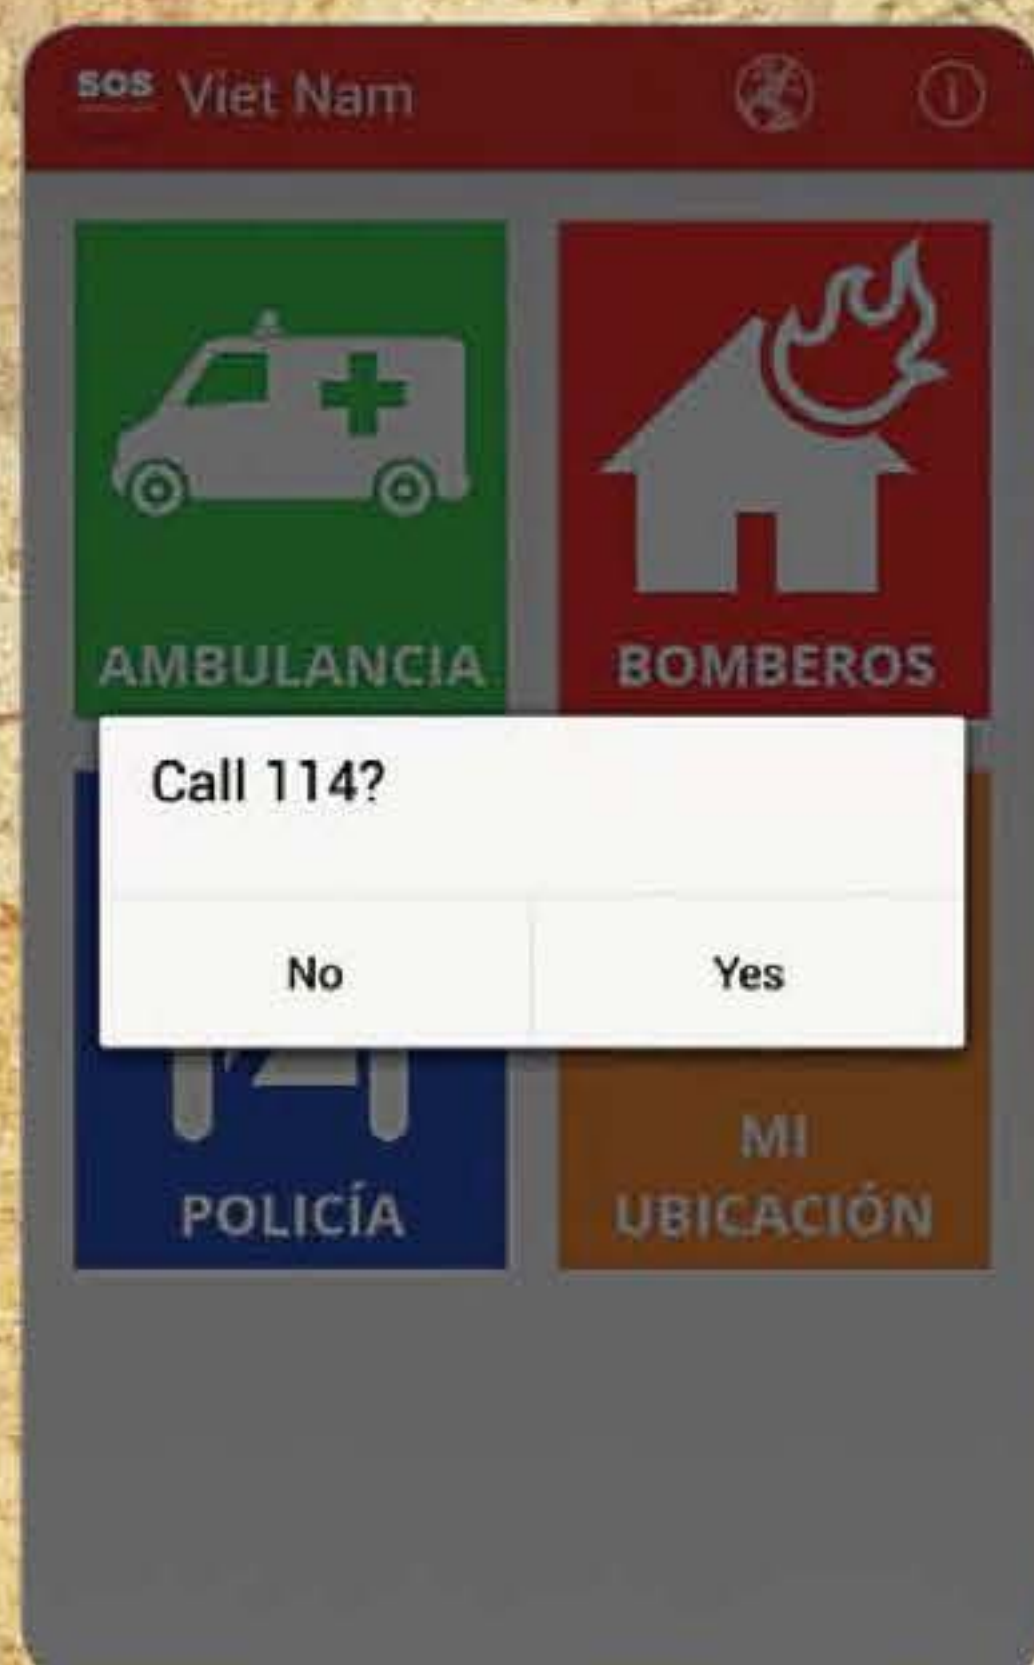 SOS Viet Nam
AMBULANCIA
BOMBEROS
Call 114?
No
Yes
POLICÍA
MI
UBICACIÓN